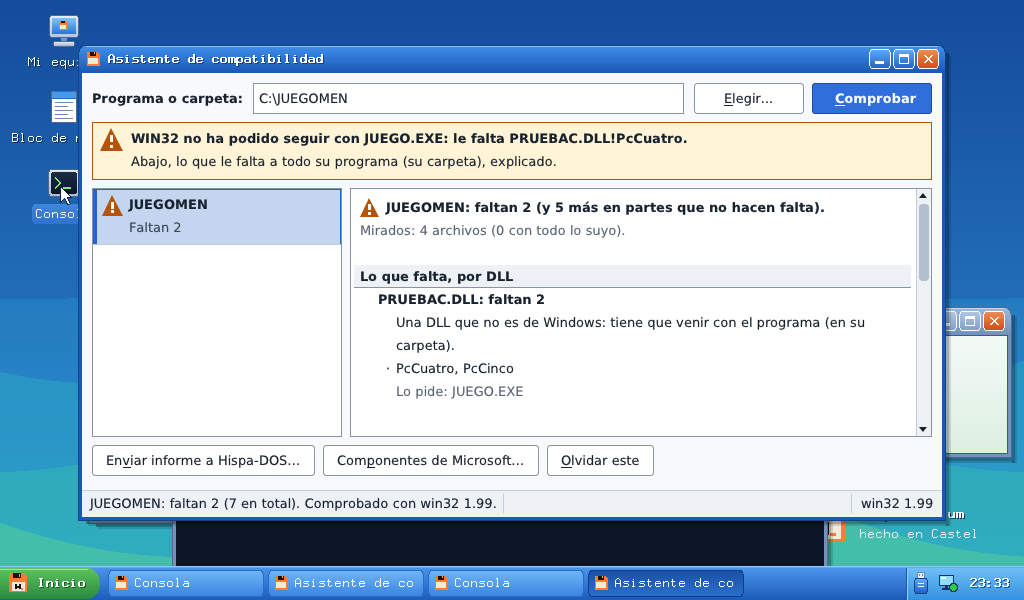 Mi equi
Bloc de n
Conso
Asistente de compatibilidad
Programa o carpeta:
C:\JUEGOMEN
Elegir...
Comprobar
WIN32 no ha podido seguir con JUEGO.EXE: le falta PRUEBAC.DLL!PcCuatro.
Abajo, lo que le falta a todo su programa (su carpeta), explicado.
JUEGOMEN
Faltan 2
JUEGOMEN: faltan 2 (y 5 más en partes que no hacen falta).
Mirados: 4 archivos (0 con todo lo suyo).
Lo que falta, por DLL
PRUEBAC.DLL: faltan 2
Una DLL que no es de Windows: tiene que venir con el programa (en su
carpeta).
· PcCuatro, PcCinco
Lo pide: JUEGO.EXE
Enviar informe a Hispa-DOS...
Componentes de Microsoft...
Olvidar este
JUEGOMEN: faltan 2 (7 en total). Comprobado con win32 1.99.
win32 1.99
um
hecho en Castel
Inicio
Consola
Asistente de co
Consola
Asistente de co
23:33